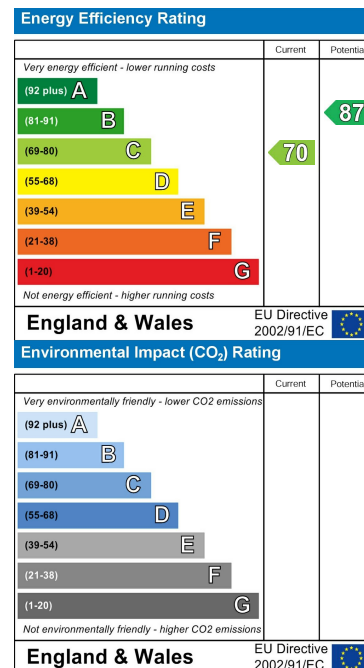 Energy Efficiency Rating
Current Potential
Very energy efficient - lower running costs
(92 plus) A
(81-91) B 87
(69-80) C 70
(55-68) D
(39-54) E
(21-38) F
(1-20) G
Not energy efficient - higher running costs
England & Wales EU Directive 2002/91/EC
Environmental Impact (CO₂) Rating
Current Potential
Very environmentally friendly - lower CO2 emissions
(92 plus) A
(81-91) B
(69-80) C
(55-68) D
(39-54) E
(21-38) F
(1-20) G
Not environmentally friendly - higher CO2 emissions
England & Wales EU Directive 2002/91/EC